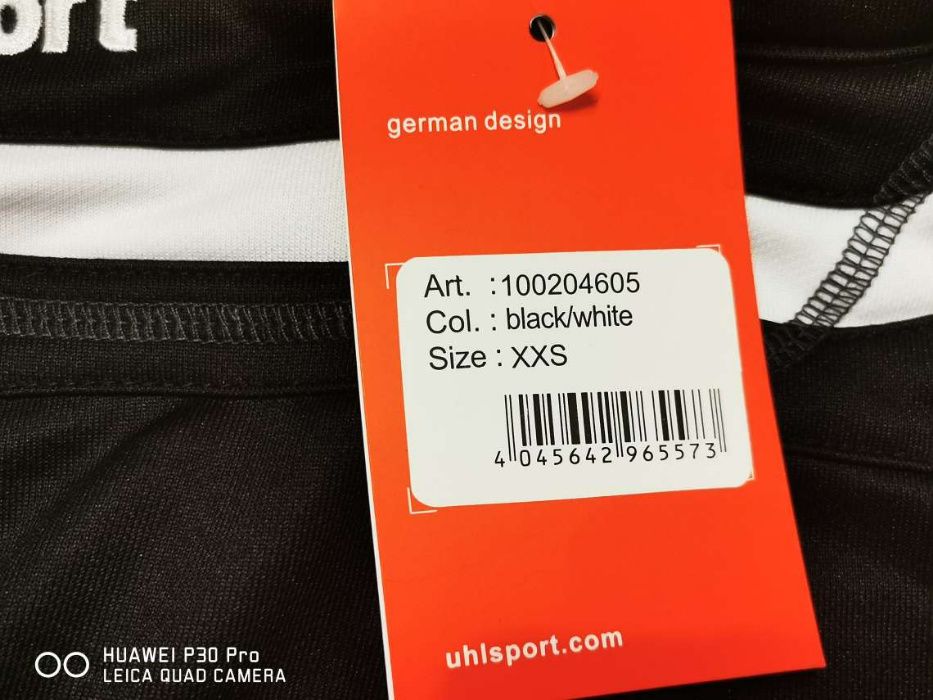 ort
german design
Art. : 100204605
Col. : black/white
Size : XXS
4 045642 965573
uhlsport.com
HUAWEI P30 Pro
LEICA QUAD CAMERA